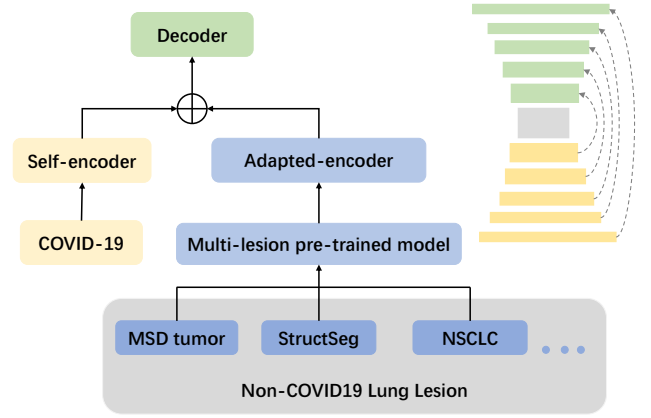 Decoder
Self-encoder
Adapted-encoder
COVID-19
Multi-lesion pre-trained model
MSD tumor
StructSeg
NSCLC
Non-COVID19 Lung Lesion